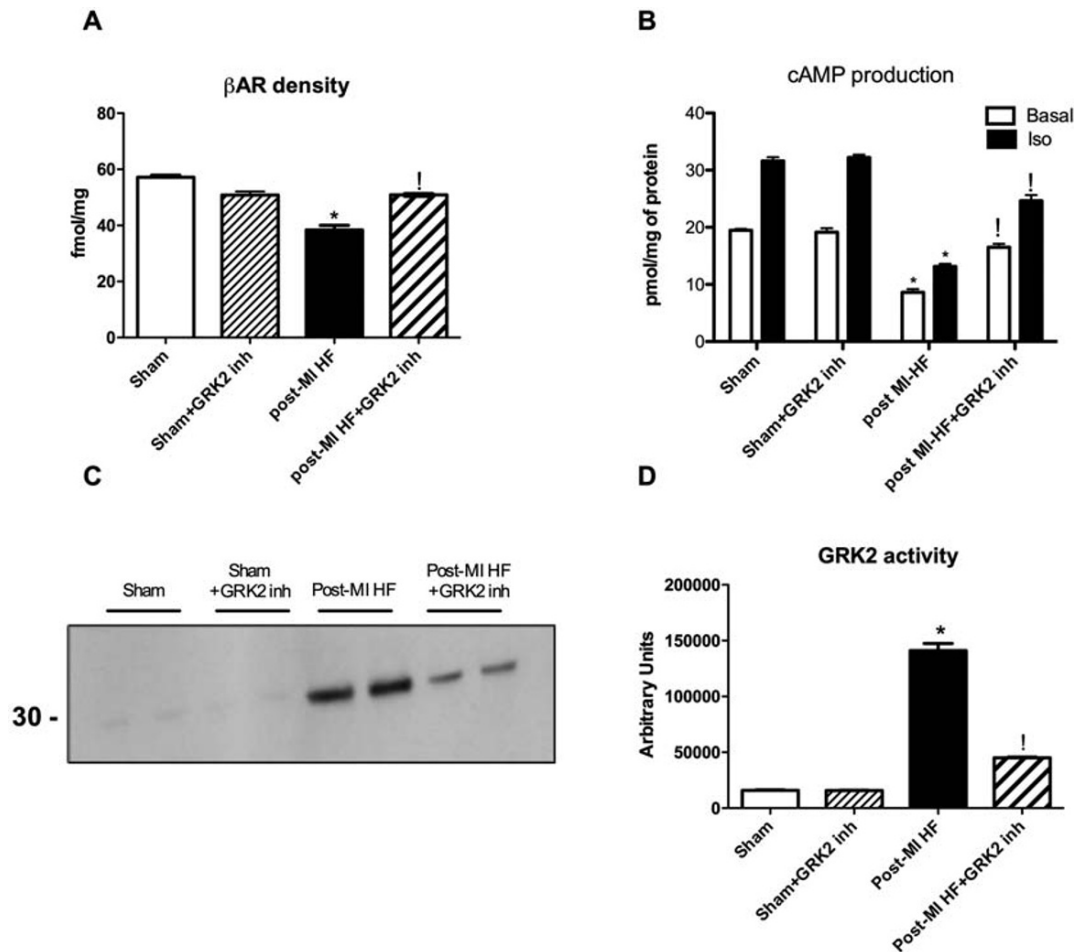 A
βAR density
fmol/mg
80
60
40
20
0
*
!
Sham
Sham+GRK2 inh
post-MI HF
post-MI HF+GRK2 inh
B
cAMP production
Basal
Iso
pmol/mg of protein
40
30
20
10
0
*
*
!
!
Sham
Sham+GRK2 inh
post MI-HF
post MI-HF+GRK2 inh
C
Sham
Sham
+GRK2 inh
Post-MI HF
Post-MI HF
+GRK2 inh
30 -
D
GRK2 activity
Arbitrary Units
200000
150000
100000
50000
0
*
!
Sham
Sham+GRK2 inh
Post-MI HF
Post-MI HF+GRK2 inh